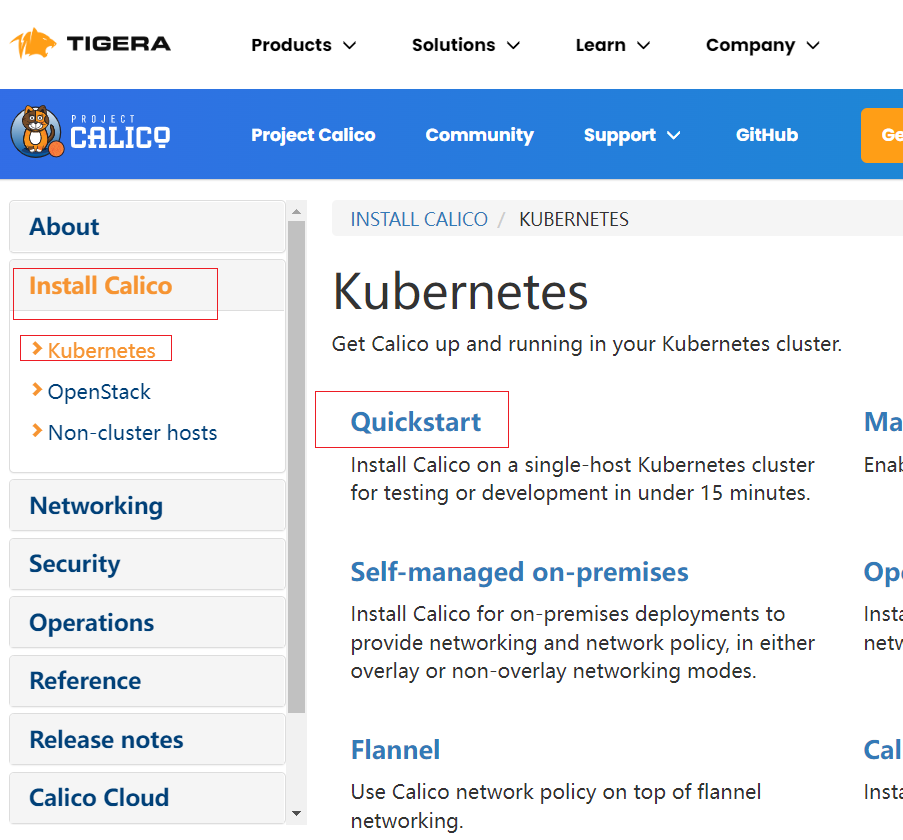 TIGERA
Products
Solutions
Learn
Company
PROJECT
CALICO
Project Calico
Community
Support
GitHub
Ge
About
Install Calico
Kubernetes
OpenStack
Non-cluster hosts
Networking
Security
Operations
Reference
Release notes
Calico Cloud
INSTALL CALICO / KUBERNETES
Kubernetes
Get Calico up and running in your Kubernetes cluster.
Quickstart
Install Calico on a single-host Kubernetes cluster
for testing or development in under 15 minutes.
Ma
Enab
Self-managed on-premises
Install Calico for on-premises deployments to
provide networking and network policy, in either
overlay or non-overlay networking modes.
Ope
Insta
netw
Flannel
Use Calico network policy on top of flannel
networking.
Cal
Insta